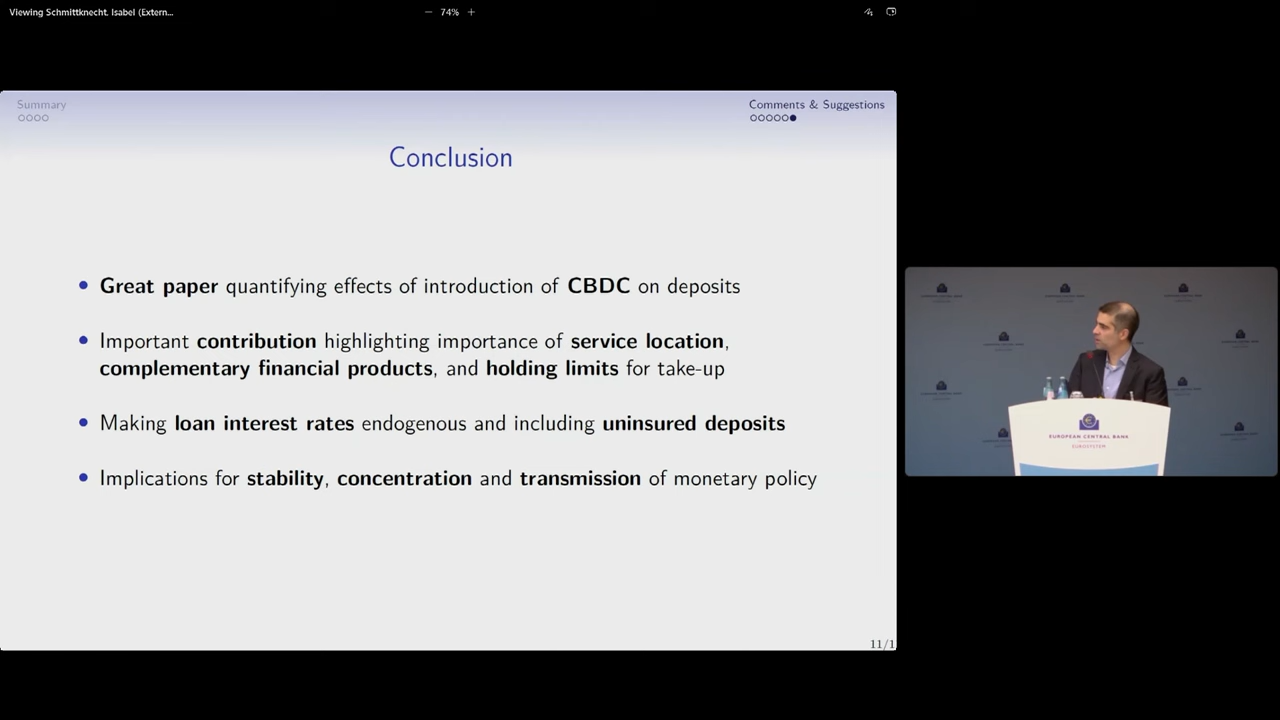 Viewing Schmittknecht, Isabel (Extern...
74%
Summary
Comments & Suggestions
Conclusion
Great paper quantifying effects of introduction of CBDC on deposits
Important contribution highlighting importance of service location,
complementary financial products, and holding limits for take-up
Making loan interest rates endogenous and including uninsured deposits
Implications for stability, concentration and transmission of monetary policy
11/1
EUROPEAN CENTRAL BANK
EUROSYSTEM